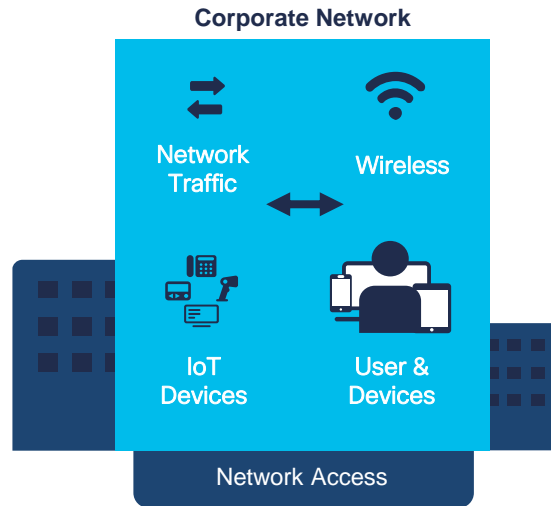 Corporate Network
Network
Traffic
Wireless
IoT
Devices
User &
Devices
Network Access